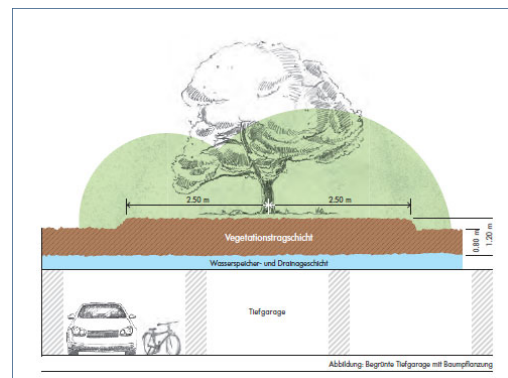 2.50 m
2.50 m
Vegetationstragschicht
0.80 m
1.20 m
Wasserspeicher- und Drainageschicht
Tiefgarage
Abbildung: Begrünte Tiefgarage mit Baumpflanzung